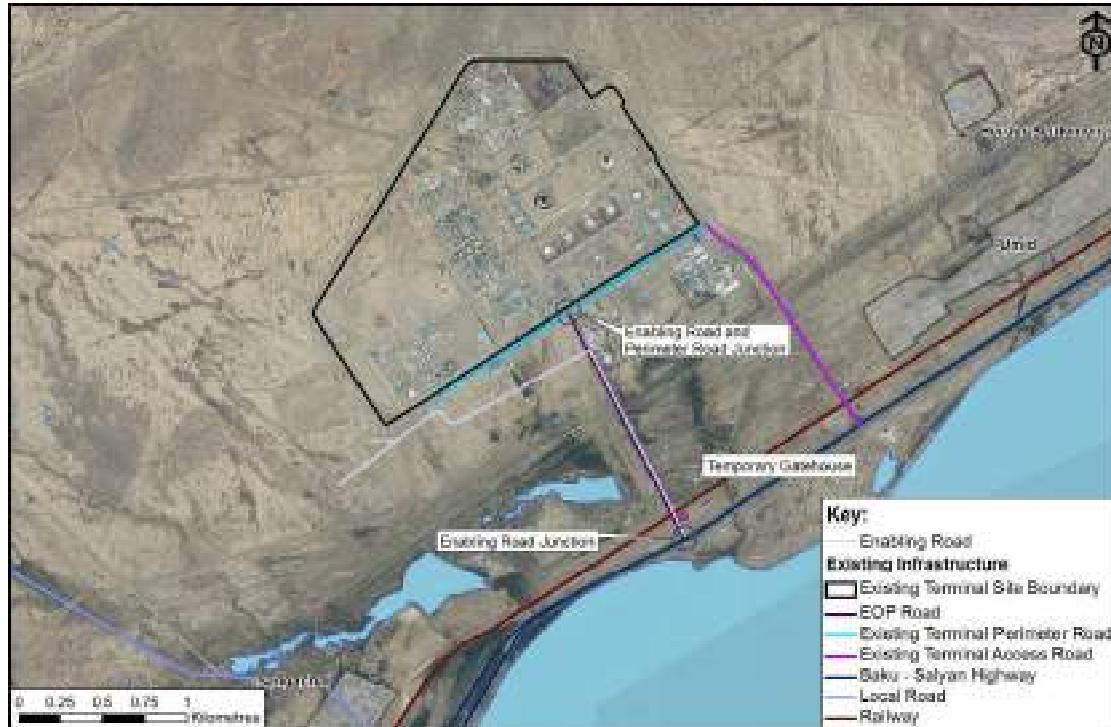 N
Umid
Enabling Road and
Perimeter Road Junction
Temporary Gatehouse
Enabling Road Junction
Key:
Enabling Road
Existing Infrastructure
Existing Terminal Site Boundary
EOP Road
Existing Terminal Perimeter Road
Existing Terminal Access Road
Baku - Salyan Highway
Local Road
Railway
0 0.25 0.5 0.75 1
Kilometres